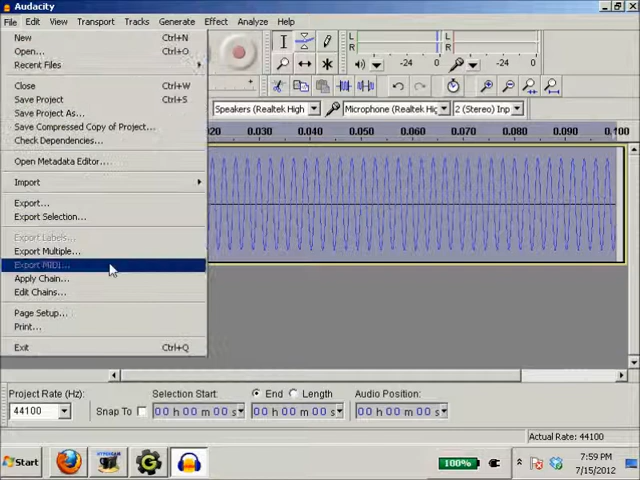 Audacity
File Edit View Transport Tracks Generate Effect Analyze Help
New Ctrl+N
Open... Ctrl+O
Recent Files
Close Ctrl+W
Save Project Ctrl+S
Save Project As...
Save Compressed Copy of Project...
Check Dependencies...
Open Metadata Editor...
Import
Export...
Export Selection...
Export Labels...
Export Multiple...
Export MIDI...
Apply Chain...
Edit Chains...
Page Setup...
Print...
Exit Ctrl+Q
L
R
-24 0
L
R
-24 0
Speakers (Realtek High
Microphone (Realtek High
2 (Stereo) Inp
0.030 0.040 0.050 0.060 0.070 0.080 0.090 0.100
Project Rate (Hz):
44100
Snap To
Selection Start:
End Length
Audio Position:
00 h 00 m 00 s
00 h 00 m 00 s
00 h 00 m 00 s
Actual Rate: 44100
Start
100%
7:59 PM
7/15/2012